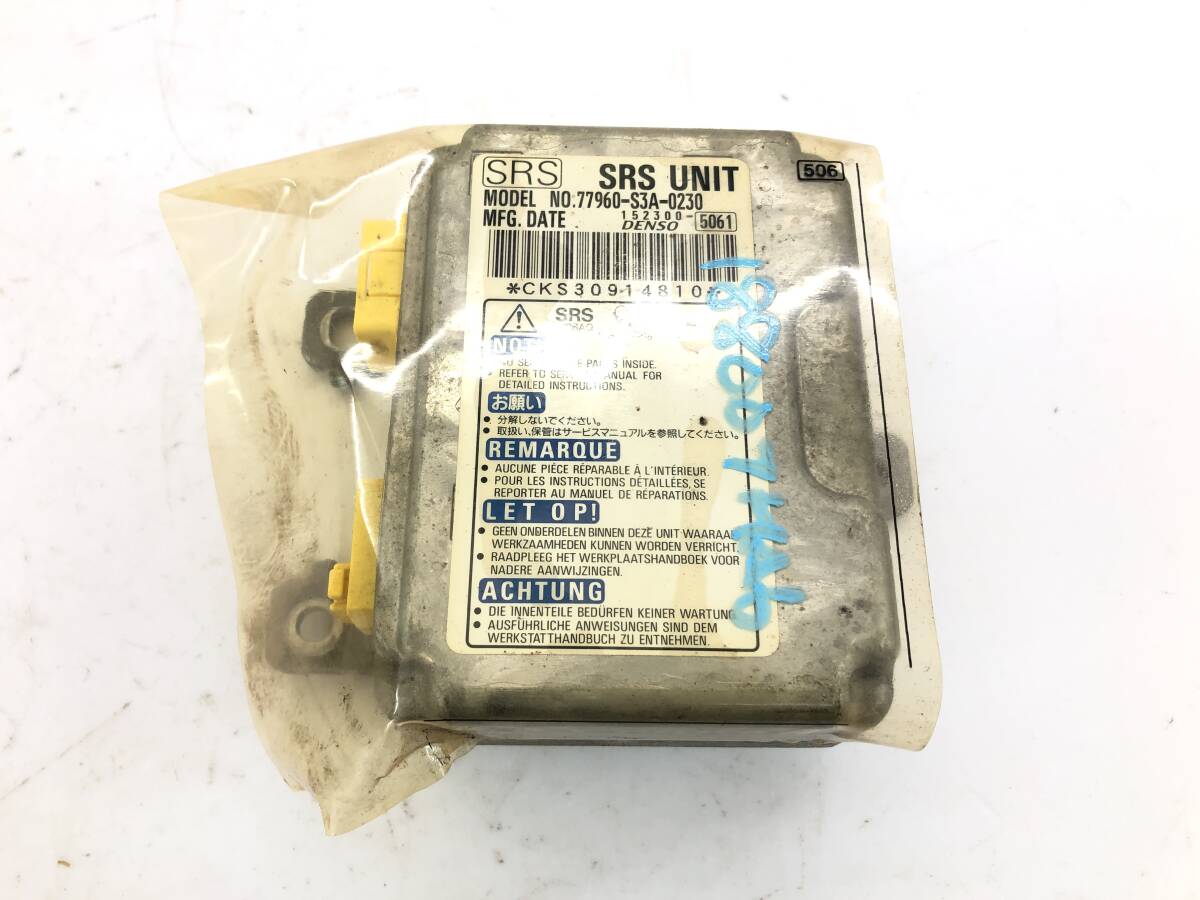 SRS SRS UNIT 506
MODEL NO.77960-S3A-0230
MFG. DATE 152300-5061
DENSO
*CKS30914810*
SRS
REFER TO MANUAL FOR
DETAILED INSTRUCTIONS.
お願い
• 分解しないでください。
• 取扱い、保管はサービスマニュアルを参照してください。
REMARQUE
• AUCUNE PIÈCE RÉPARABLE À L'INTÉRIEUR.
• POUR LES INSTRUCTIONS DÉTAILLÉES, SE
REPORTER AU MANUEL DE RÉPARATIONS.
LET OP!
• GEEN ONDERDELEN BINNEN DEZE UNIT WAARAAN
WERKZAAMHEDEN KUNNEN WORDEN VERRICHT.
• RAADPLEEG HET WERKPLAATSHANDBOEK VOOR
NADERE AANWIJZINGEN.
ACHTUNG
• DIE INNENTEILE BEDÜRFEN KEINER WARTUNG.
• AUSFÜHRLICHE ANWEISUNGEN SIND DEM
WERKSTATTHANDBUCH ZU ENTNEHMEN.